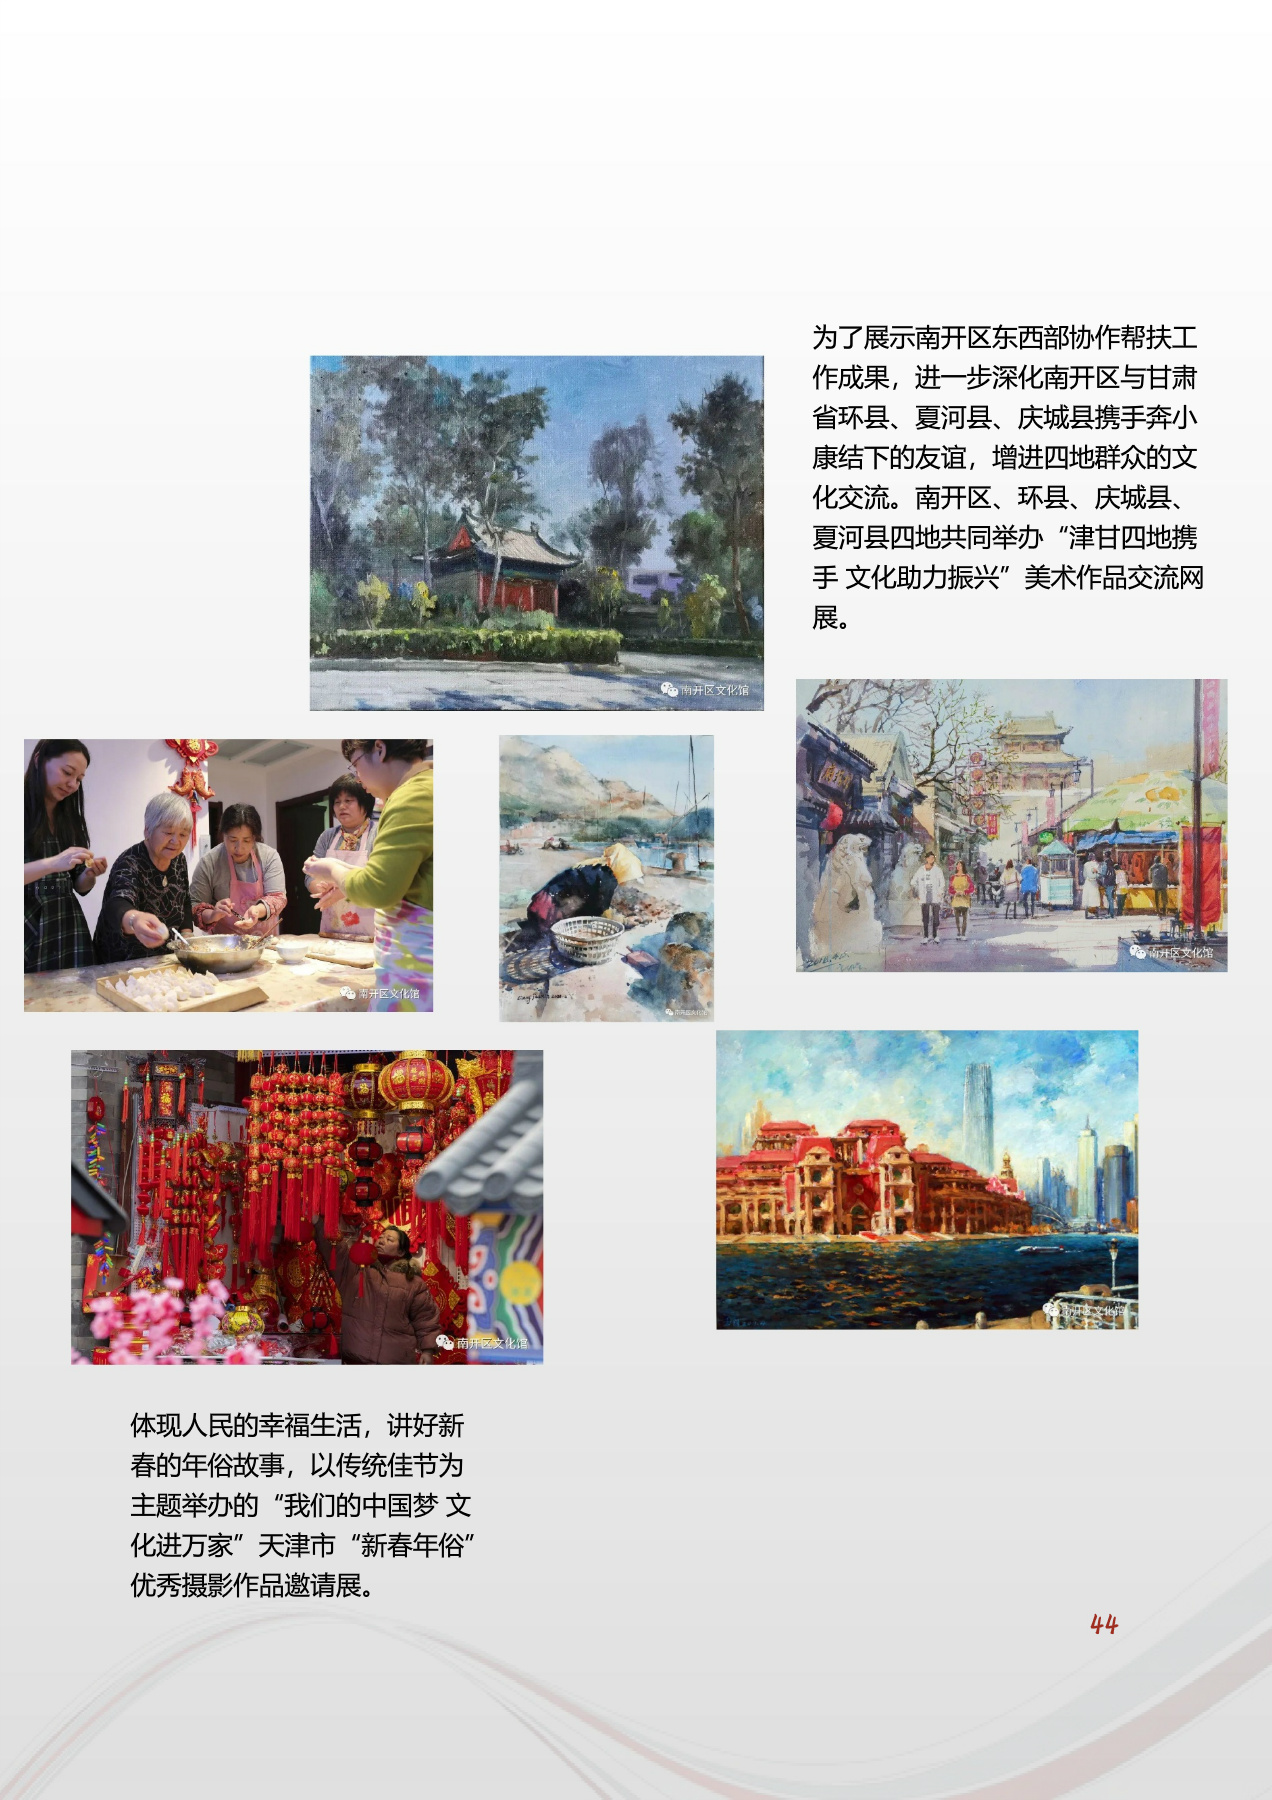 为了展示南开区东西部协作帮扶工
作成果，进一步深化南开区与甘肃
省环县、夏河县、庆城县携手奔小
康结下的友谊，增进四地群众的文
化交流。南开区、环县、庆城县、
夏河县四地共同举办“津甘四地携
手 文化助力振兴”美术作品交流网
展。
南开区文化馆
南开区文化馆
南开区文化馆
南开区文化馆
南开区文化馆
南开区文化馆
体现人民的幸福生活，讲好新
春的年俗故事，以传统佳节为
主题举办的“我们的中国梦 文
化进万家”天津市“新春年俗”
优秀摄影作品邀请展。
44